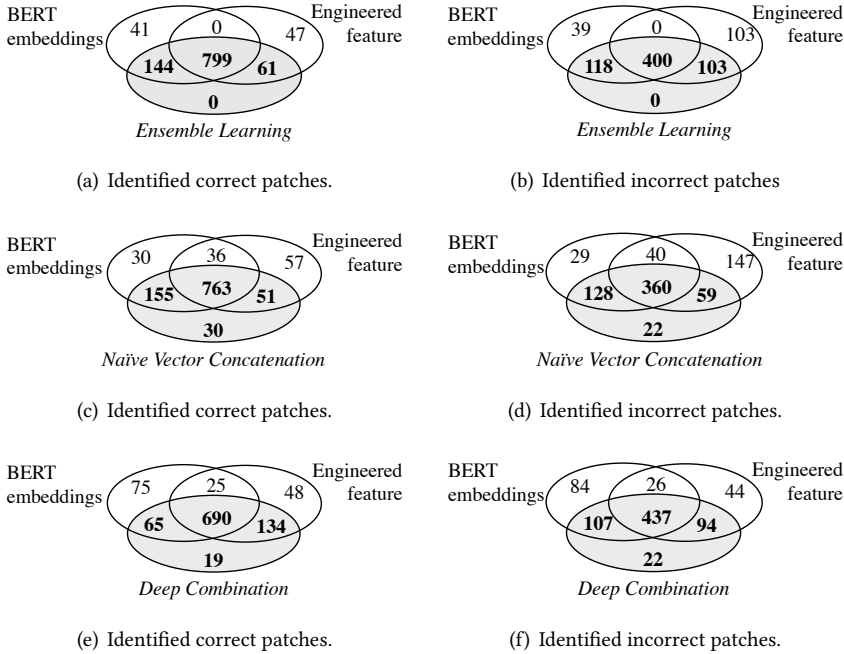 BERT
embeddings
41
0
47
Engineered
feature
144
799
61
0
Ensemble Learning
(a) Identified correct patches.
BERT
embeddings
39
0
103
Engineered
feature
118
400
103
0
Ensemble Learning
(b) Identified incorrect patches
BERT
embeddings
30
36
57
Engineered
feature
155
763
51
30
Naïve Vector Concatenation
(c) Identified correct patches.
BERT
embeddings
29
40
147
Engineered
feature
128
360
59
22
Naïve Vector Concatenation
(d) Identified incorrect patches.
BERT
embeddings
75
25
48
Engineered
feature
65
690
134
19
Deep Combination
(e) Identified correct patches.
BERT
embeddings
84
26
44
Engineered
feature
107
437
94
22
Deep Combination
(f) Identified incorrect patches.